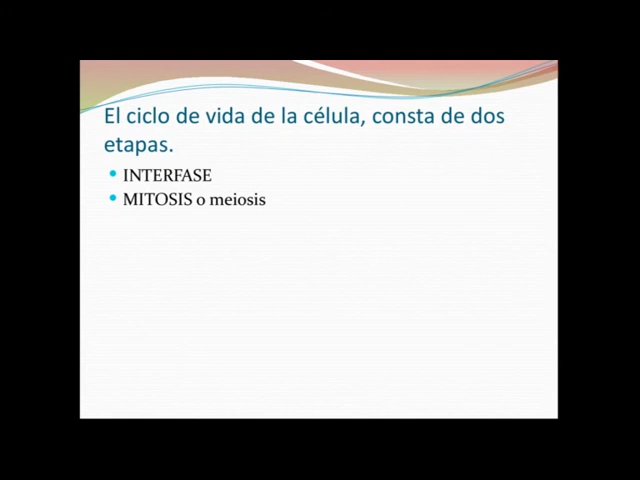 El ciclo de vida de la célula, consta de dos
etapas.
INTERFASE
MITOSIS o meiosis